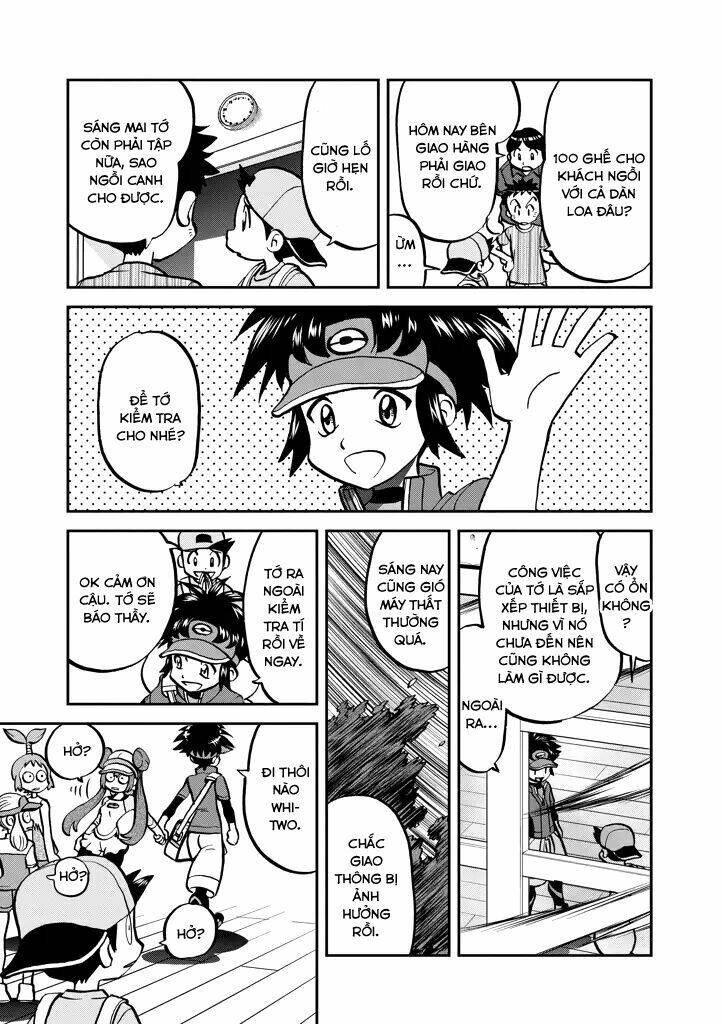 100 GHẾ CHO
KHÁCH NGỒI
VỚI CẢ DÀN
LOA ĐÂU?
HÔM NAY BÊN
GIAO HÀNG
PHẢI GIAO
RỒI CHỨ.
ỪM
...
CŨNG LỐ
GIỜ HẸN
RỒI.
SÁNG MAI TỚ
CÒN PHẢI TẬP
NỮA, SAO
NGỒI CANH
CHO ĐƯỢC.
ĐỂ TỚ
KIỂM TRA
CHO NHÉ?
VẬY
CÓ ỔN
KHÔNG
?
CÔNG VIỆC
CỦA TỚ LÀ SẮP
XẾP THIẾT BỊ,
NHƯNG VÌ NÓ
CHƯA ĐẾN NÊN
CŨNG KHÔNG
LÀM GÌ ĐƯỢC.
NGOÀI
RA...
SÁNG NAY
CŨNG GIÓ
MÁY THẤT
THƯỜNG
QUÁ.
CHẮC
GIAO
THÔNG BỊ
ẢNH
HƯỞNG
RỒI.
TỚ RA
NGOÀI
KIỂM TRA TÍ
RỒI VỀ
NGAY.
OK CẢM ƠN
CẬU. TỚ SẼ
BÁO THẦY.
ĐI THÔI
NÀO
WHI-
TWO.
HỞ?
HỞ?
HỞ?